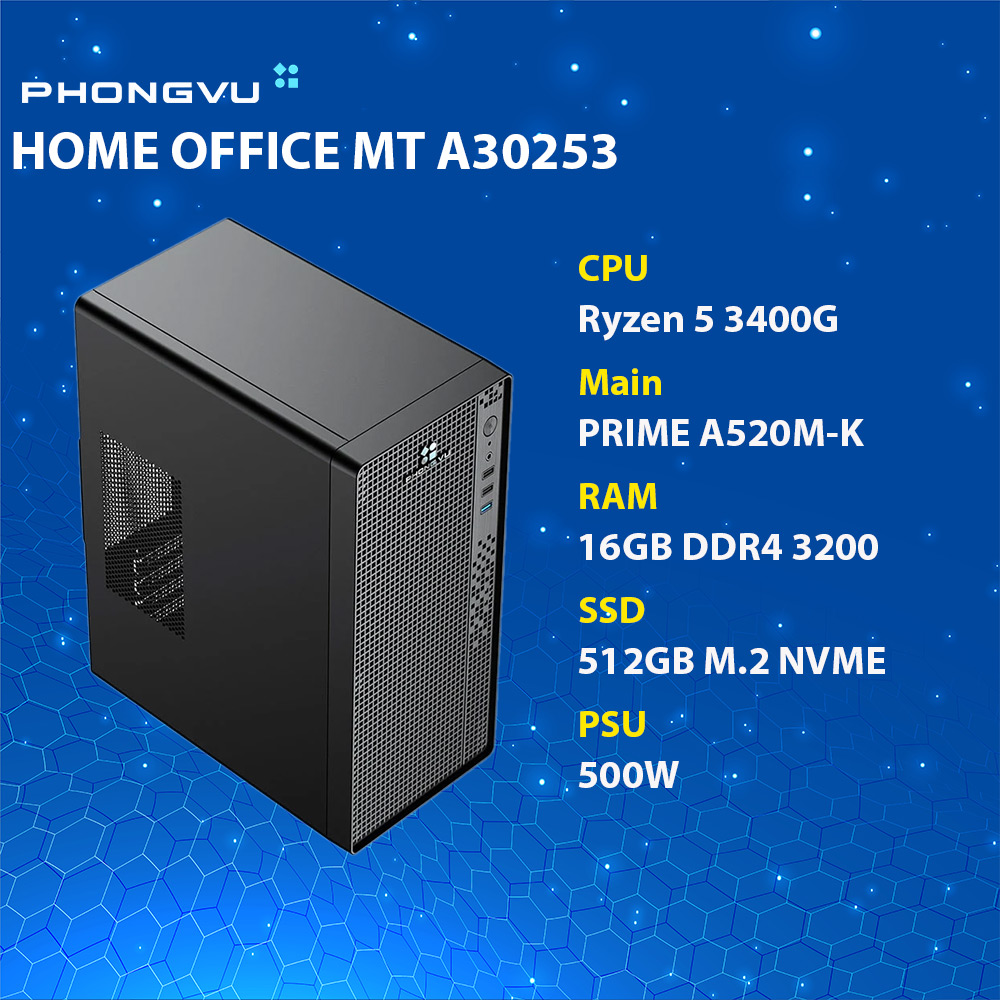 PHONGVU
HOME OFFICE MT A30253
CPU
Ryzen 5 3400G
Main
PRIME A520M-K
RAM
16GB DDR4 3200
SSD
512GB M.2 NVME
PSU
500W